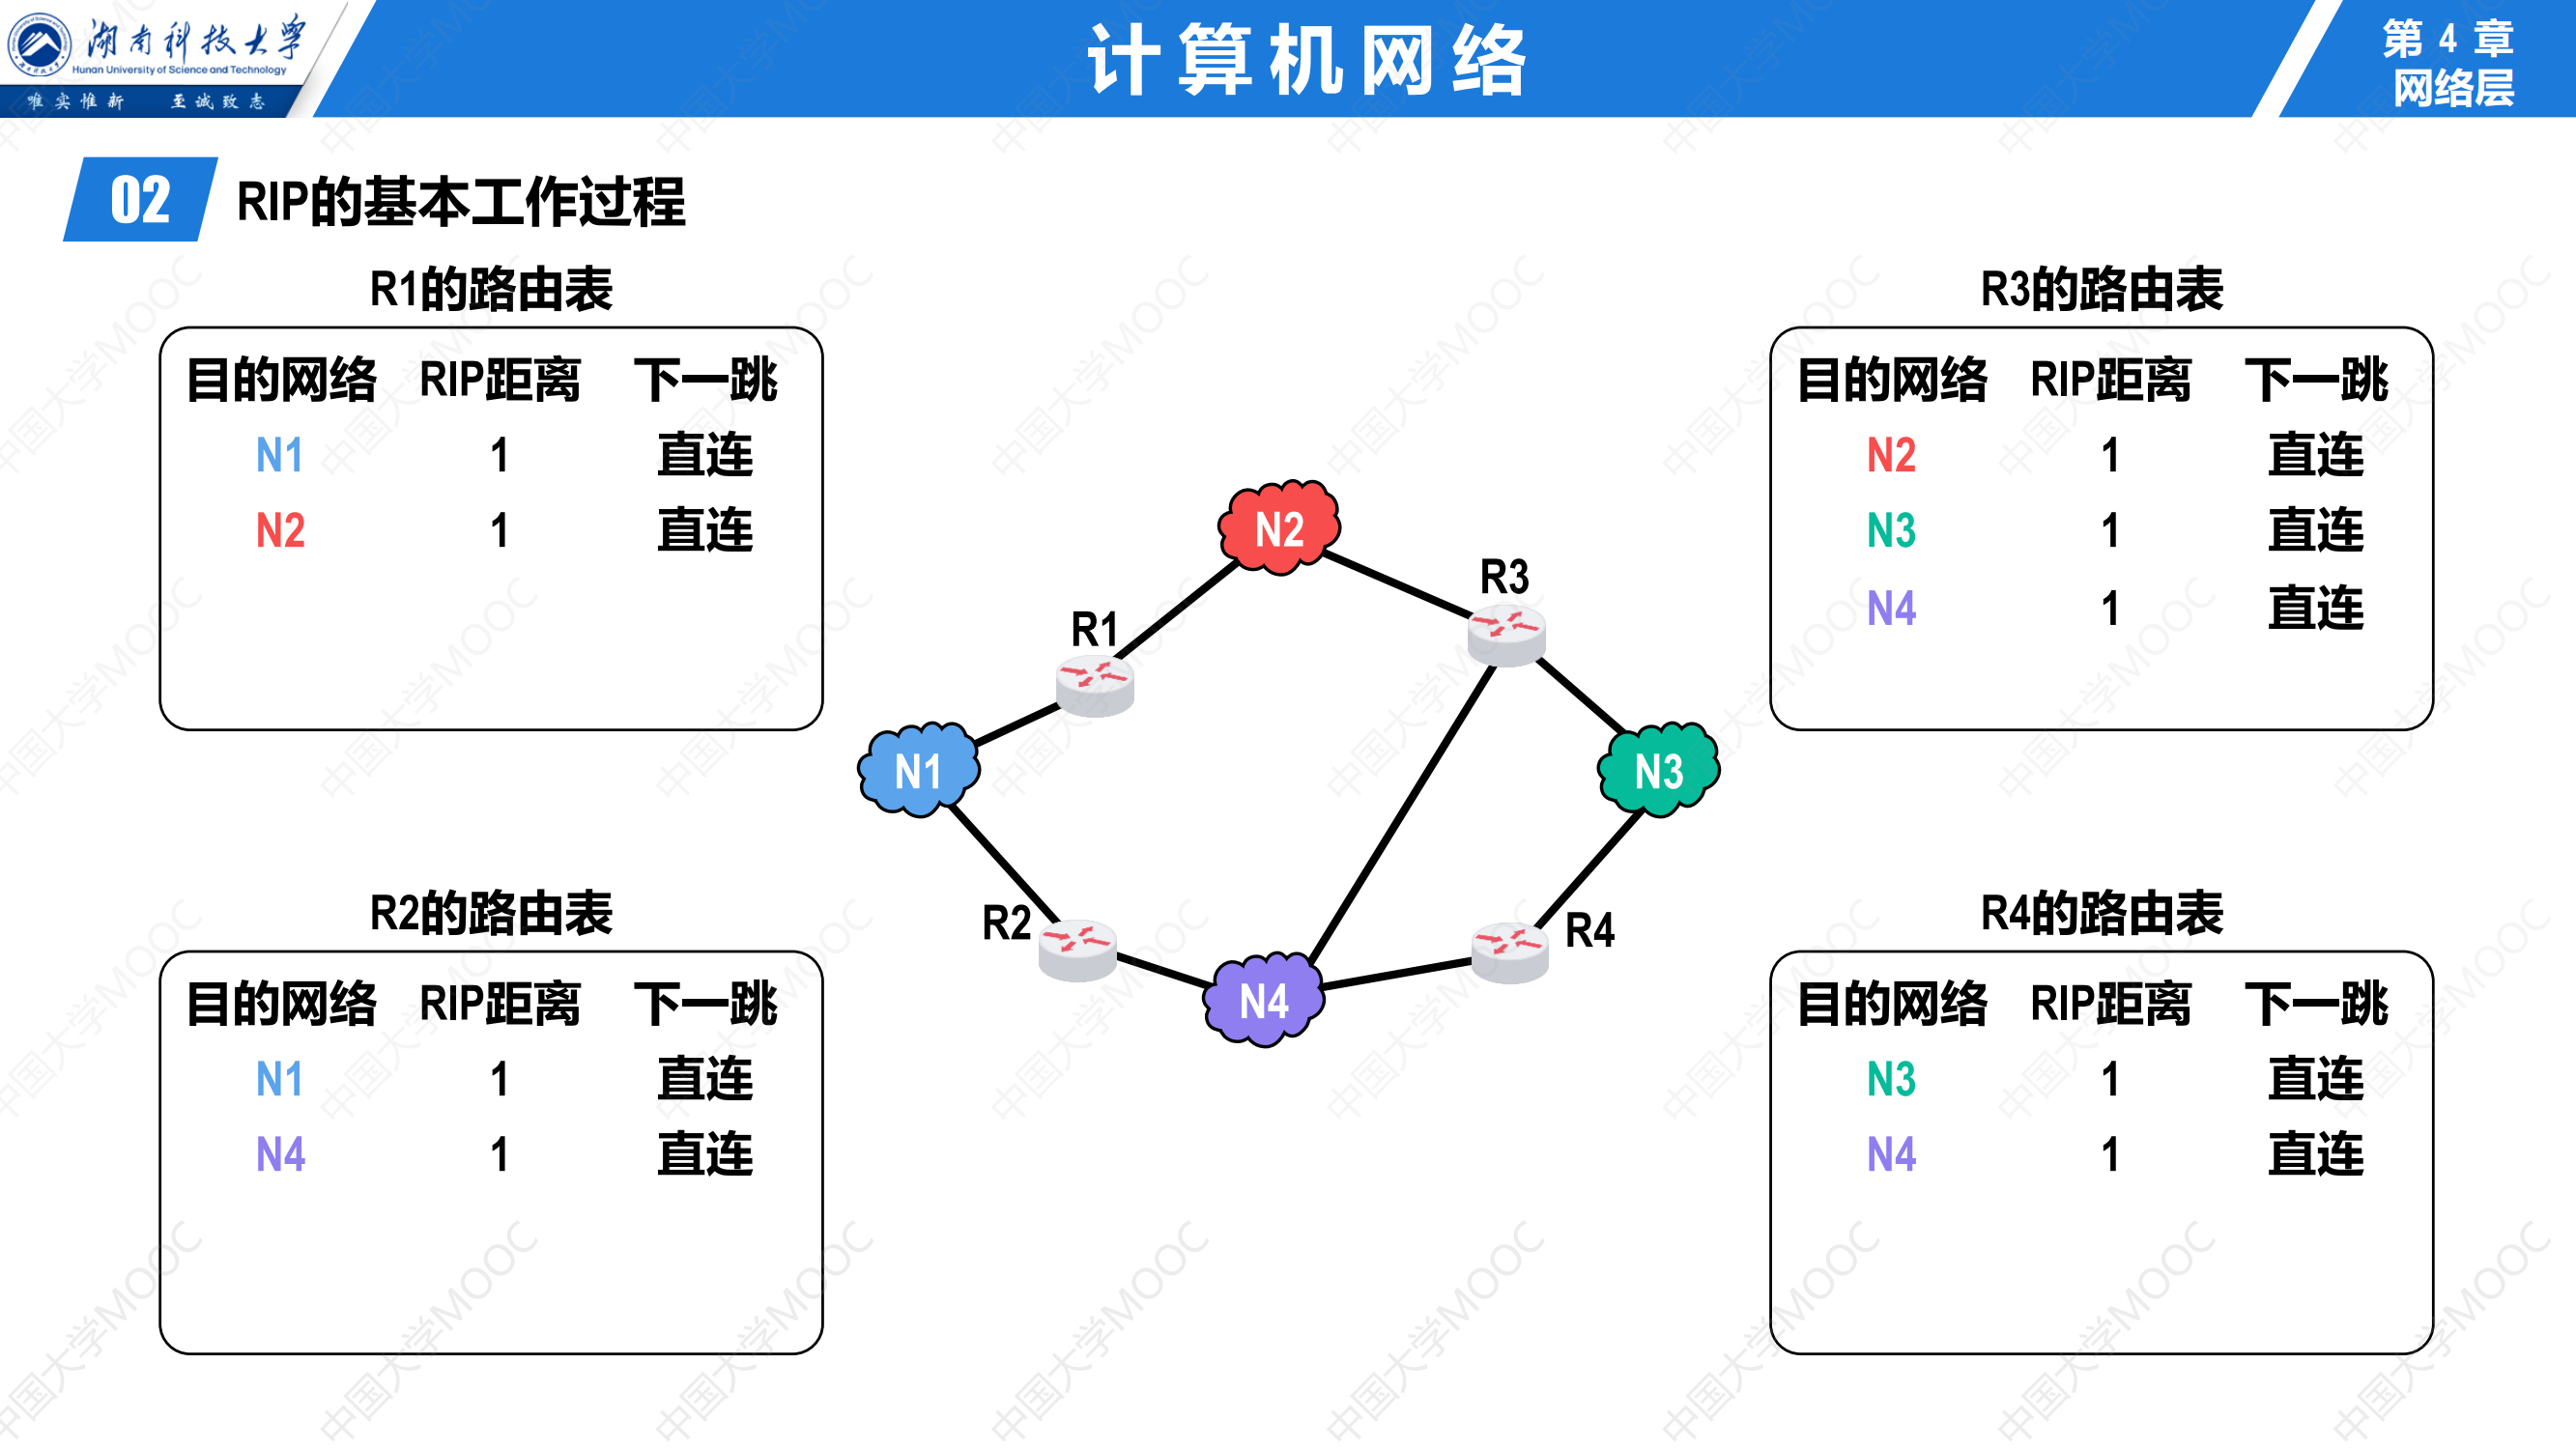 湖南科技大学
Hunan University of Science and Technology
唯实惟新 至诚致志
计算机网络
第 4 章
网络层
02 RIP的基本工作过程
R1的路由表
目的网络 RIP距离 下一跳
N1 1 直连
N2 1 直连
R3的路由表
目的网络 RIP距离 下一跳
N2 1 直连
N3 1 直连
N4 1 直连
N2
R3
R1
N1
N3
R2
R4
N4
R2的路由表
目的网络 RIP距离 下一跳
N1 1 直连
N4 1 直连
R4的路由表
目的网络 RIP距离 下一跳
N3 1 直连
N4 1 直连
中国大学MOOC